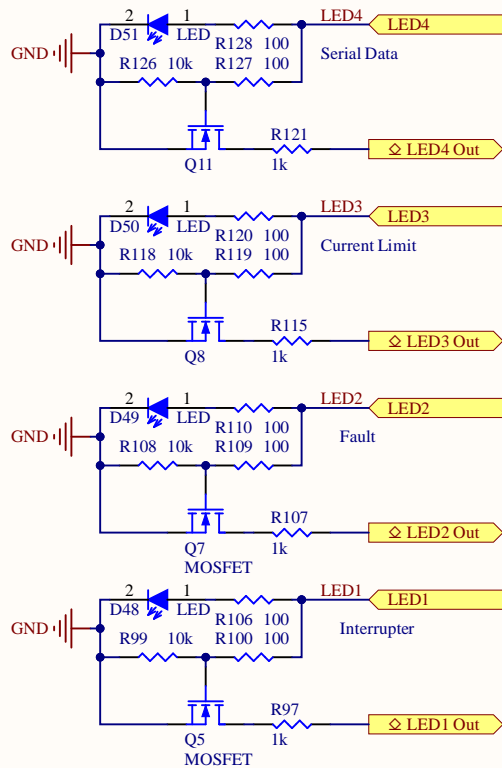 2 1 LED4 LED4
D51 LED R128 100 Serial Data
GND R126 10k R127 100
R121
Q11 1k LED4 Out
2 1 LED3 LED3
D50 LED R120 100 Current Limit
GND R118 10k R119 100
R115
Q8 1k LED3 Out
2 1 LED2 LED2
D49 LED R110 100 Fault
GND R108 10k R109 100
R107
Q7 1k LED2 Out
MOSFET
2 1 LED1 LED1
D48 LED R106 100 Interrupter
GND R99 10k R100 100
R97
Q5 1k LED1 Out
MOSFET